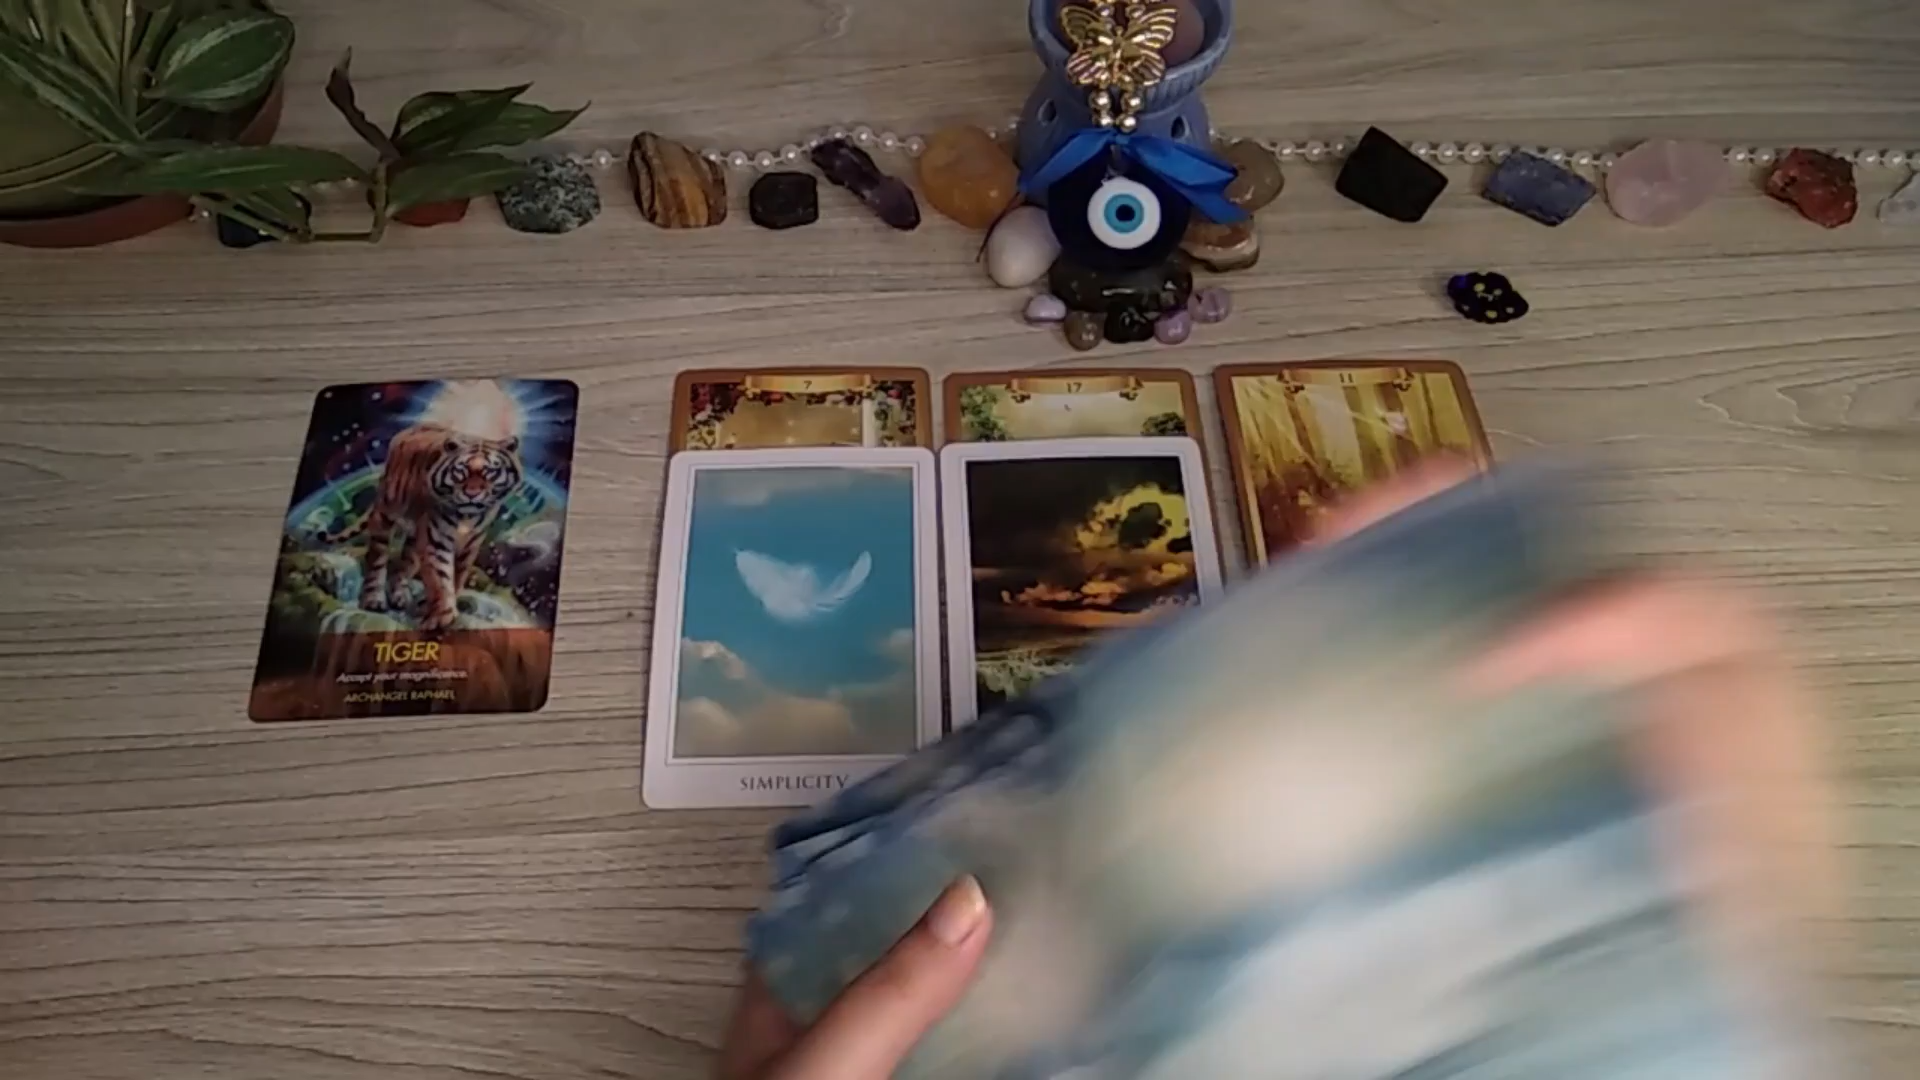 7
17
11
TIGER
Accept your magnificence.
ARCHANGEL RAPHAEL
SIMPLICITY